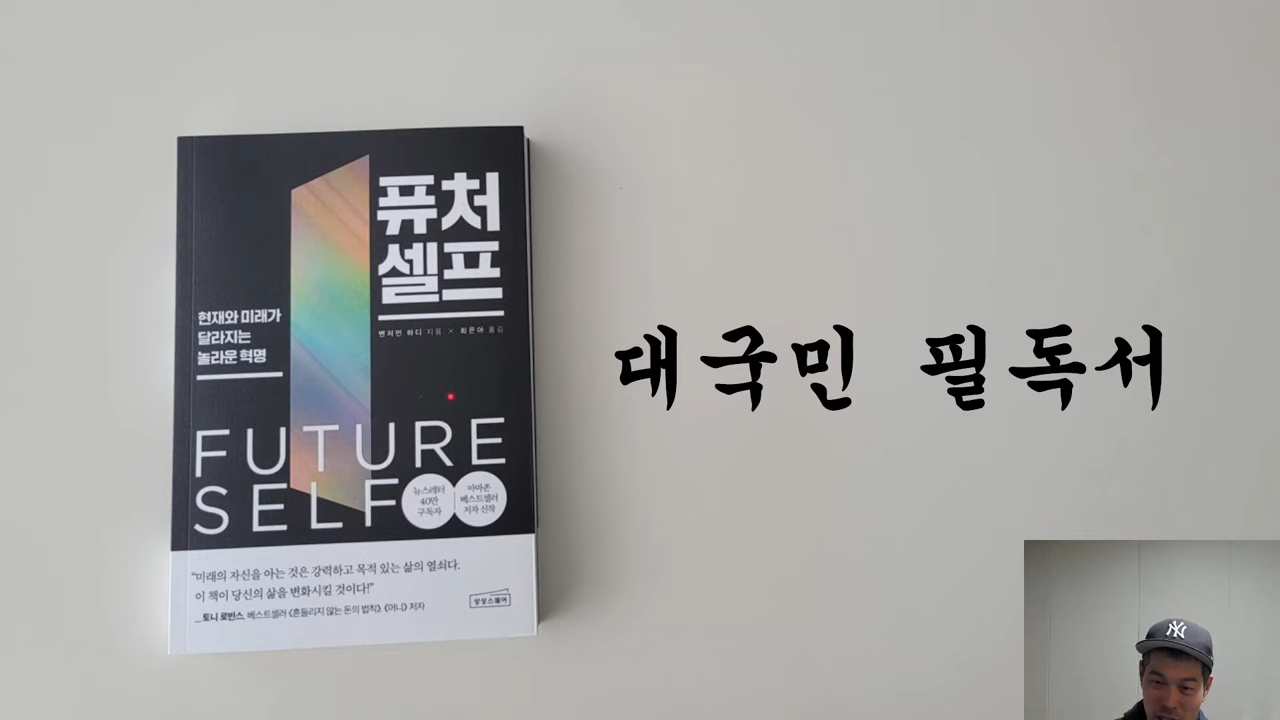 퓨처
셀프
벤저민 하디 지음 × 최은아 옮김
현재와 미래가
달라지는
놀라운 혁명
FUTURE
SELF
뉴스레터
40만
구독자
아마존
베스트셀러
저자 신작
"미래의 자신을 아는 것은 강력하고 목적 있는 삶의 열쇠다.
이 책이 당신의 삶을 변화시킬 것이다!"
_토니 로빈스, 베스트셀러 《흔들리지 않는 돈의 법칙》, 《머니》 저자
상상스퀘어
대국민 필독서
NY